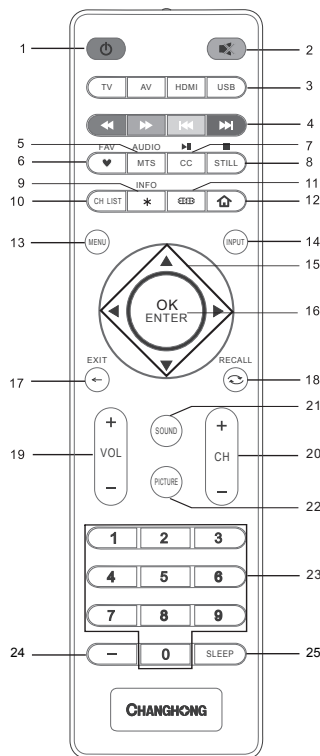 1 2
TV AV HDMI USB 3
4
FAV AUDIO
5 7
6 MTS CC STILL 8
9 INFO 11
10 CH LIST * 12
13 MENU INPUT 14
15
OK
ENTER 16
EXIT RECALL
17 18
21
19 + VOL − SOUND + CH − 20
PICTURE
22
1 2 3
4 5 6 23
7 8 9
24 − 0 SLEEP 25
CHANGHONG